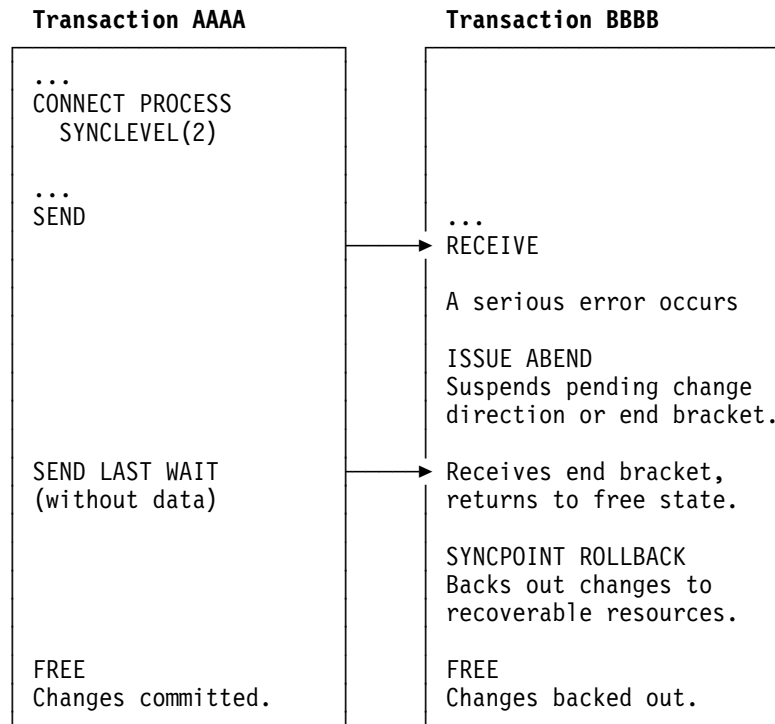 Transaction AAAA
Transaction BBBB
...
CONNECT PROCESS
SYNCLEVEL(2)
...
SEND
...
RECEIVE
A serious error occurs
ISSUE ABEND
Suspends pending change
direction or end bracket.
SEND LAST WAIT
(without data)
Receives end bracket,
returns to free state.
SYNCPOINT ROLLBACK
Backs out changes to
recoverable resources.
FREE
Changes committed.
FREE
Changes backed out.